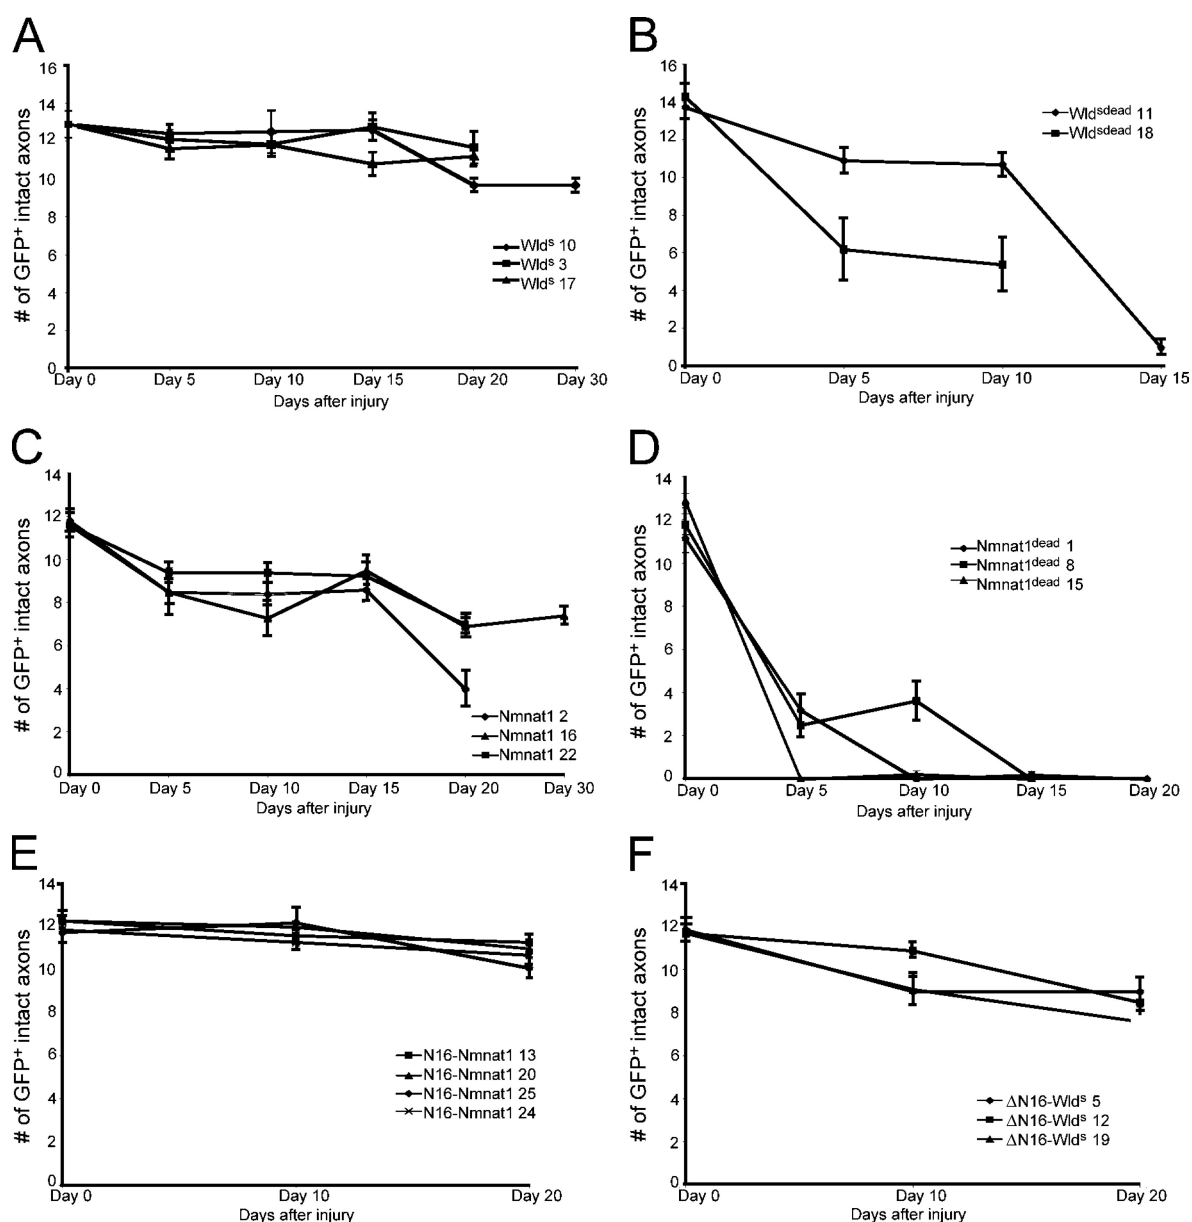 A
16
14
12
10
8
6
4
2
0
# of GFP⁺ intact axons
Wldˢ 10
Wldˢ 3
Wldˢ 17
Day 0 Day 5 Day 10 Day 15 Day 20 Day 30
Days after injury
B
16
14
12
10
8
6
4
2
0
# of GFP⁺ intact axons
Wldˢᵈᵉᵃᵈ 11
Wldˢᵈᵉᵃᵈ 18
Day 0 Day 5 Day 10 Day 15
Days after injury
C
14
12
10
8
6
4
2
0
# of GFP⁺ intact axons
Nmnat1 2
Nmnat1 16
Nmnat1 22
Day 0 Day 5 Day 10 Day 15 Day 20 Day 30
Days after injury
D
14
12
10
8
6
4
2
0
# of GFP⁺ intact axons
Nmnat1ᵈᵉᵃᵈ 1
Nmnat1ᵈᵉᵃᵈ 8
Nmnat1ᵈᵉᵃᵈ 15
Day 0 Day 5 Day 10 Day 15 Day 20
Days after injury
E
14
12
10
8
6
4
2
0
# of GFP⁺ intact axons
N16-Nmnat1 13
N16-Nmnat1 20
N16-Nmnat1 25
N16-Nmnat1 24
Day 0 Day 10 Day 20
Days after injury
F
14
12
10
8
6
4
2
0
# of GFP⁺ intact axons
ΔN16-Wldˢ 5
ΔN16-Wldˢ 12
ΔN16-Wldˢ 19
Day 0 Day 10 Day 20
Days after injury